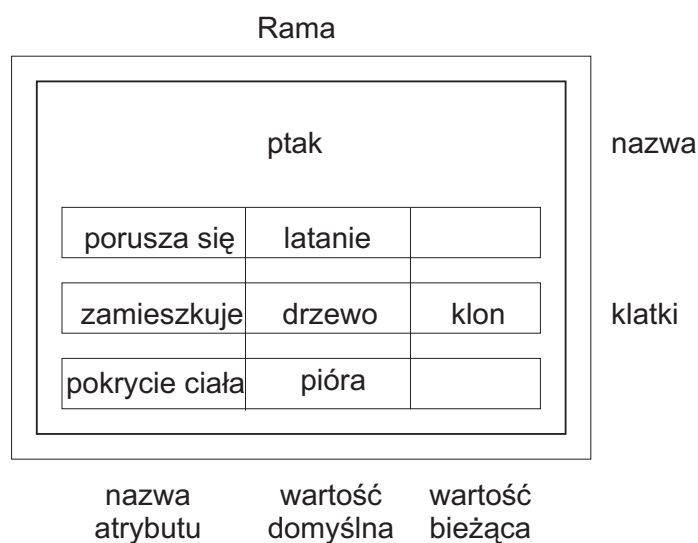 Rama
ptak
nazwa
porusza się latanie
zamieszkuje drzewo klon
klatki
pokrycie ciała pióra
nazwa atrybutu
wartość domyślna
wartość bieżąca